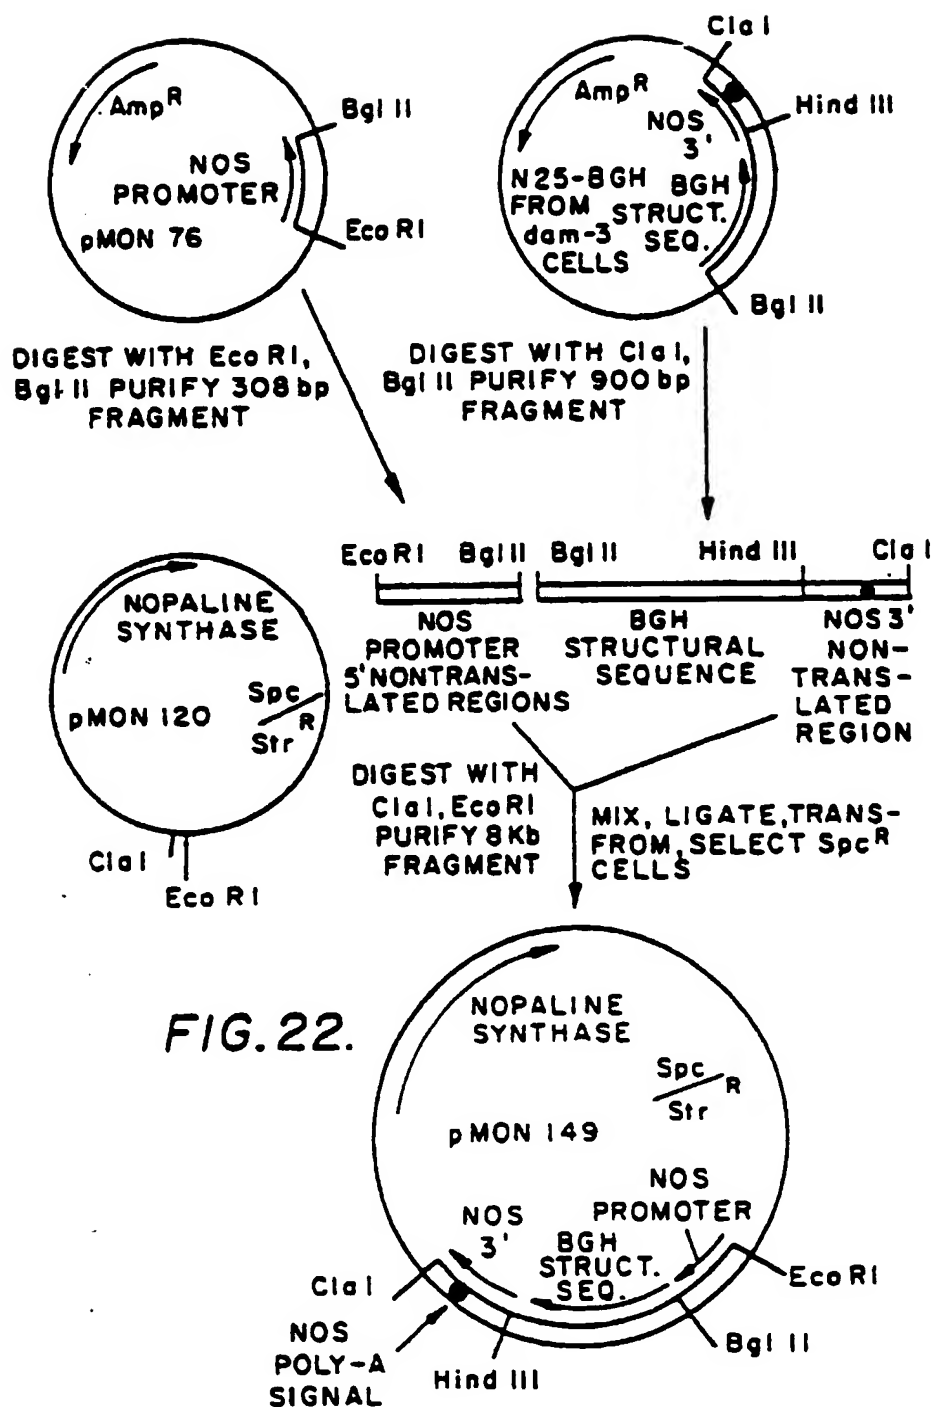 Cla I
Amp R
Bgl II
NOS
PROMOTER
pMON 76
Eco RI
Amp R
Hind III
NOS
3'
N25-BGH
FROM
dam-3
CELLS
BGH
STRUCT.
SEQ.
Bgl II
DIGEST WITH Eco RI,
Bgl II PURIFY 308 bp
FRAGMENT
DIGEST WITH Cla I,
Bgl II PURIFY 900 bp
FRAGMENT
Eco RI Bgl II Bgl II Hind III Cla I
NOS
PROMOTER
5' NONTRANS-
LATED REGIONS
BGH
STRUCTURAL
SEQUENCE
NOS 3'
NON-
TRANS-
LATED
REGION
NOPALINE
SYNTHASE
pMON 120
Spc
Str R
Cla I
Eco RI
DIGEST WITH
Cla I, Eco RI
PURIFY 8 Kb
FRAGMENT
MIX, LIGATE, TRANS-
FROM, SELECT Spc R
CELLS
FIG. 22.
NOPALINE
SYNTHASE
Spc
Str R
pMON 149
NOS
PROMOTER
NOS
3'
BGH
STRUCT.
SEQ.
Cla I
Eco RI
NOS
POLY-A
SIGNAL
Hind III
Bgl II